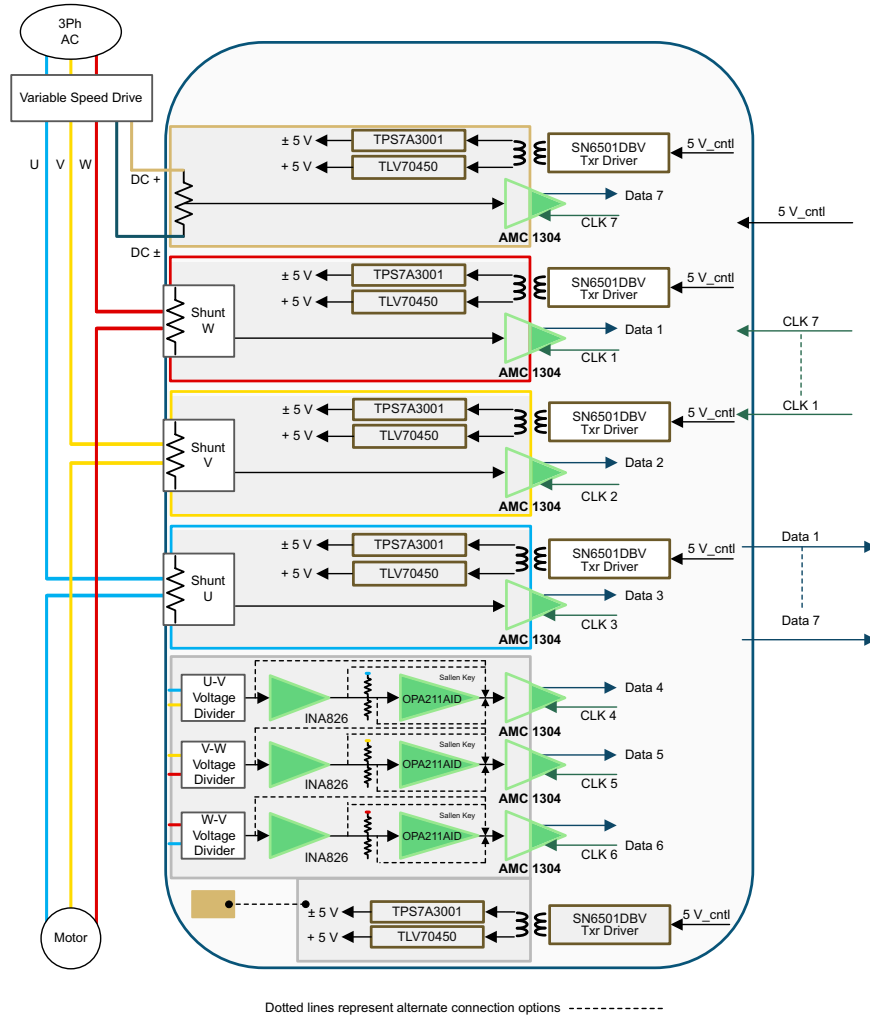 3Ph
AC
Variable Speed Drive
U
V
W
DC +
DC ±
± 5 V
TPS7A3001
+ 5 V
TLV70450
SN6501DBV
Txr Driver
5 V_cntl
Data 7
CLK 7
AMC 1304
5 V_cntl
Shunt
W
± 5 V
TPS7A3001
+ 5 V
TLV70450
SN6501DBV
Txr Driver
5 V_cntl
Data 1
CLK 1
AMC 1304
CLK 7
CLK 1
Shunt
V
± 5 V
TPS7A3001
+ 5 V
TLV70450
SN6501DBV
Txr Driver
5 V_cntl
Data 2
CLK 2
AMC 1304
Shunt
U
± 5 V
TPS7A3001
+ 5 V
TLV70450
SN6501DBV
Txr Driver
5 V_cntl
Data 3
CLK 3
AMC 1304
Data 1
Data 7
U-V
Voltage
Divider
INA826
Sallen Key
OPA211AID
Data 4
CLK 4
AMC 1304
V-W
Voltage
Divider
INA826
Sallen Key
OPA211AID
Data 5
CLK 5
AMC 1304
W-V
Voltage
Divider
INA826
Sallen Key
OPA211AID
Data 6
CLK 6
AMC 1304
± 5 V
TPS7A3001
+ 5 V
TLV70450
SN6501DBV
Txr Driver
5 V_cntl
Motor
Dotted lines represent alternate connection options